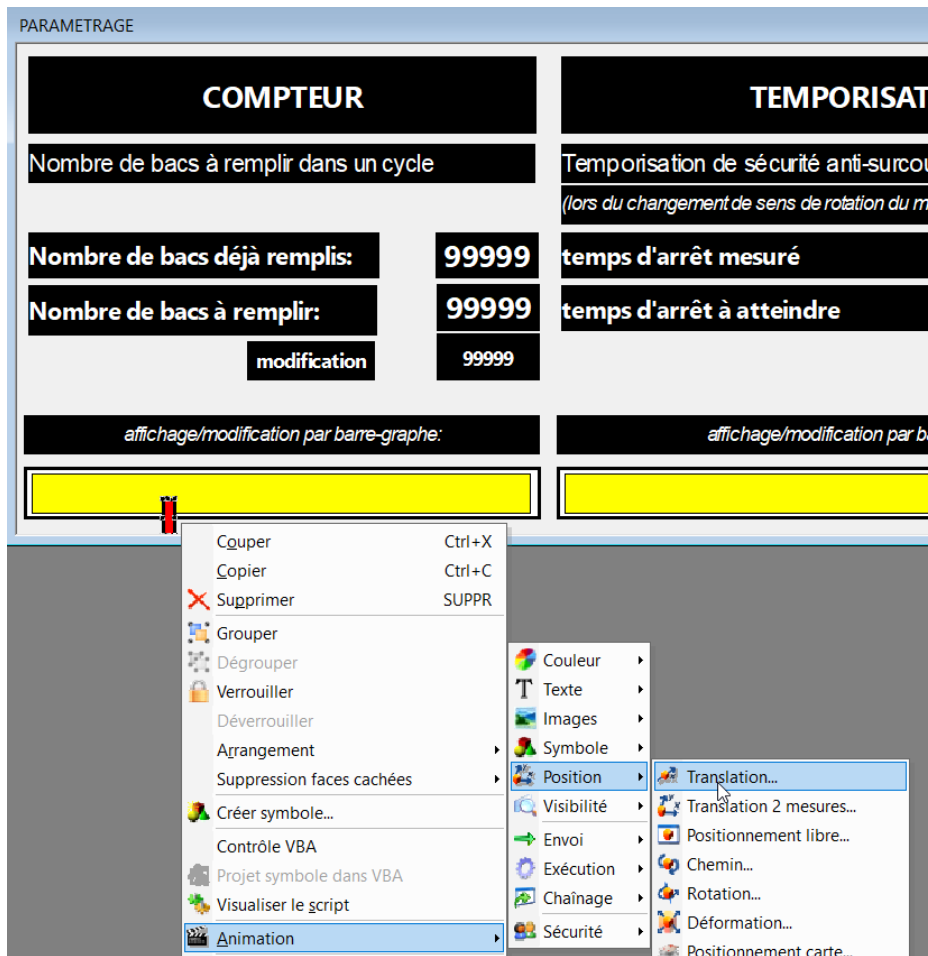 PARAMETRAGE
COMPTEUR
Nombre de bacs à remplir dans un cycle
Nombre de bacs déjà remplis: 99999
Nombre de bacs à remplir: 99999
modification 99999
affichage/modification par barre-graphe:
TEMPORISAT
Temporisation de sécurité anti-surcou
(lors du changement de sens de rotation du m
temps d'arrêt mesuré
temps d'arrêt à atteindre
affichage/modification par b
Couper Ctrl+X
Copier Ctrl+C
Supprimer SUPPR
Grouper
Dégrouper
Verrouiller
Déverrouiller
Arrangement
Suppression faces cachées
Créer symbole...
Contrôle VBA
Projet symbole dans VBA
Visualiser le script
Animation
Couleur
Texte
Images
Symbole
Position
Visibilité
Envoi
Exécution
Chaînage
Sécurité
Translation...
Translation 2 mesures...
Positionnement libre...
Chemin...
Rotation...
Déformation...
Positionnement carte...